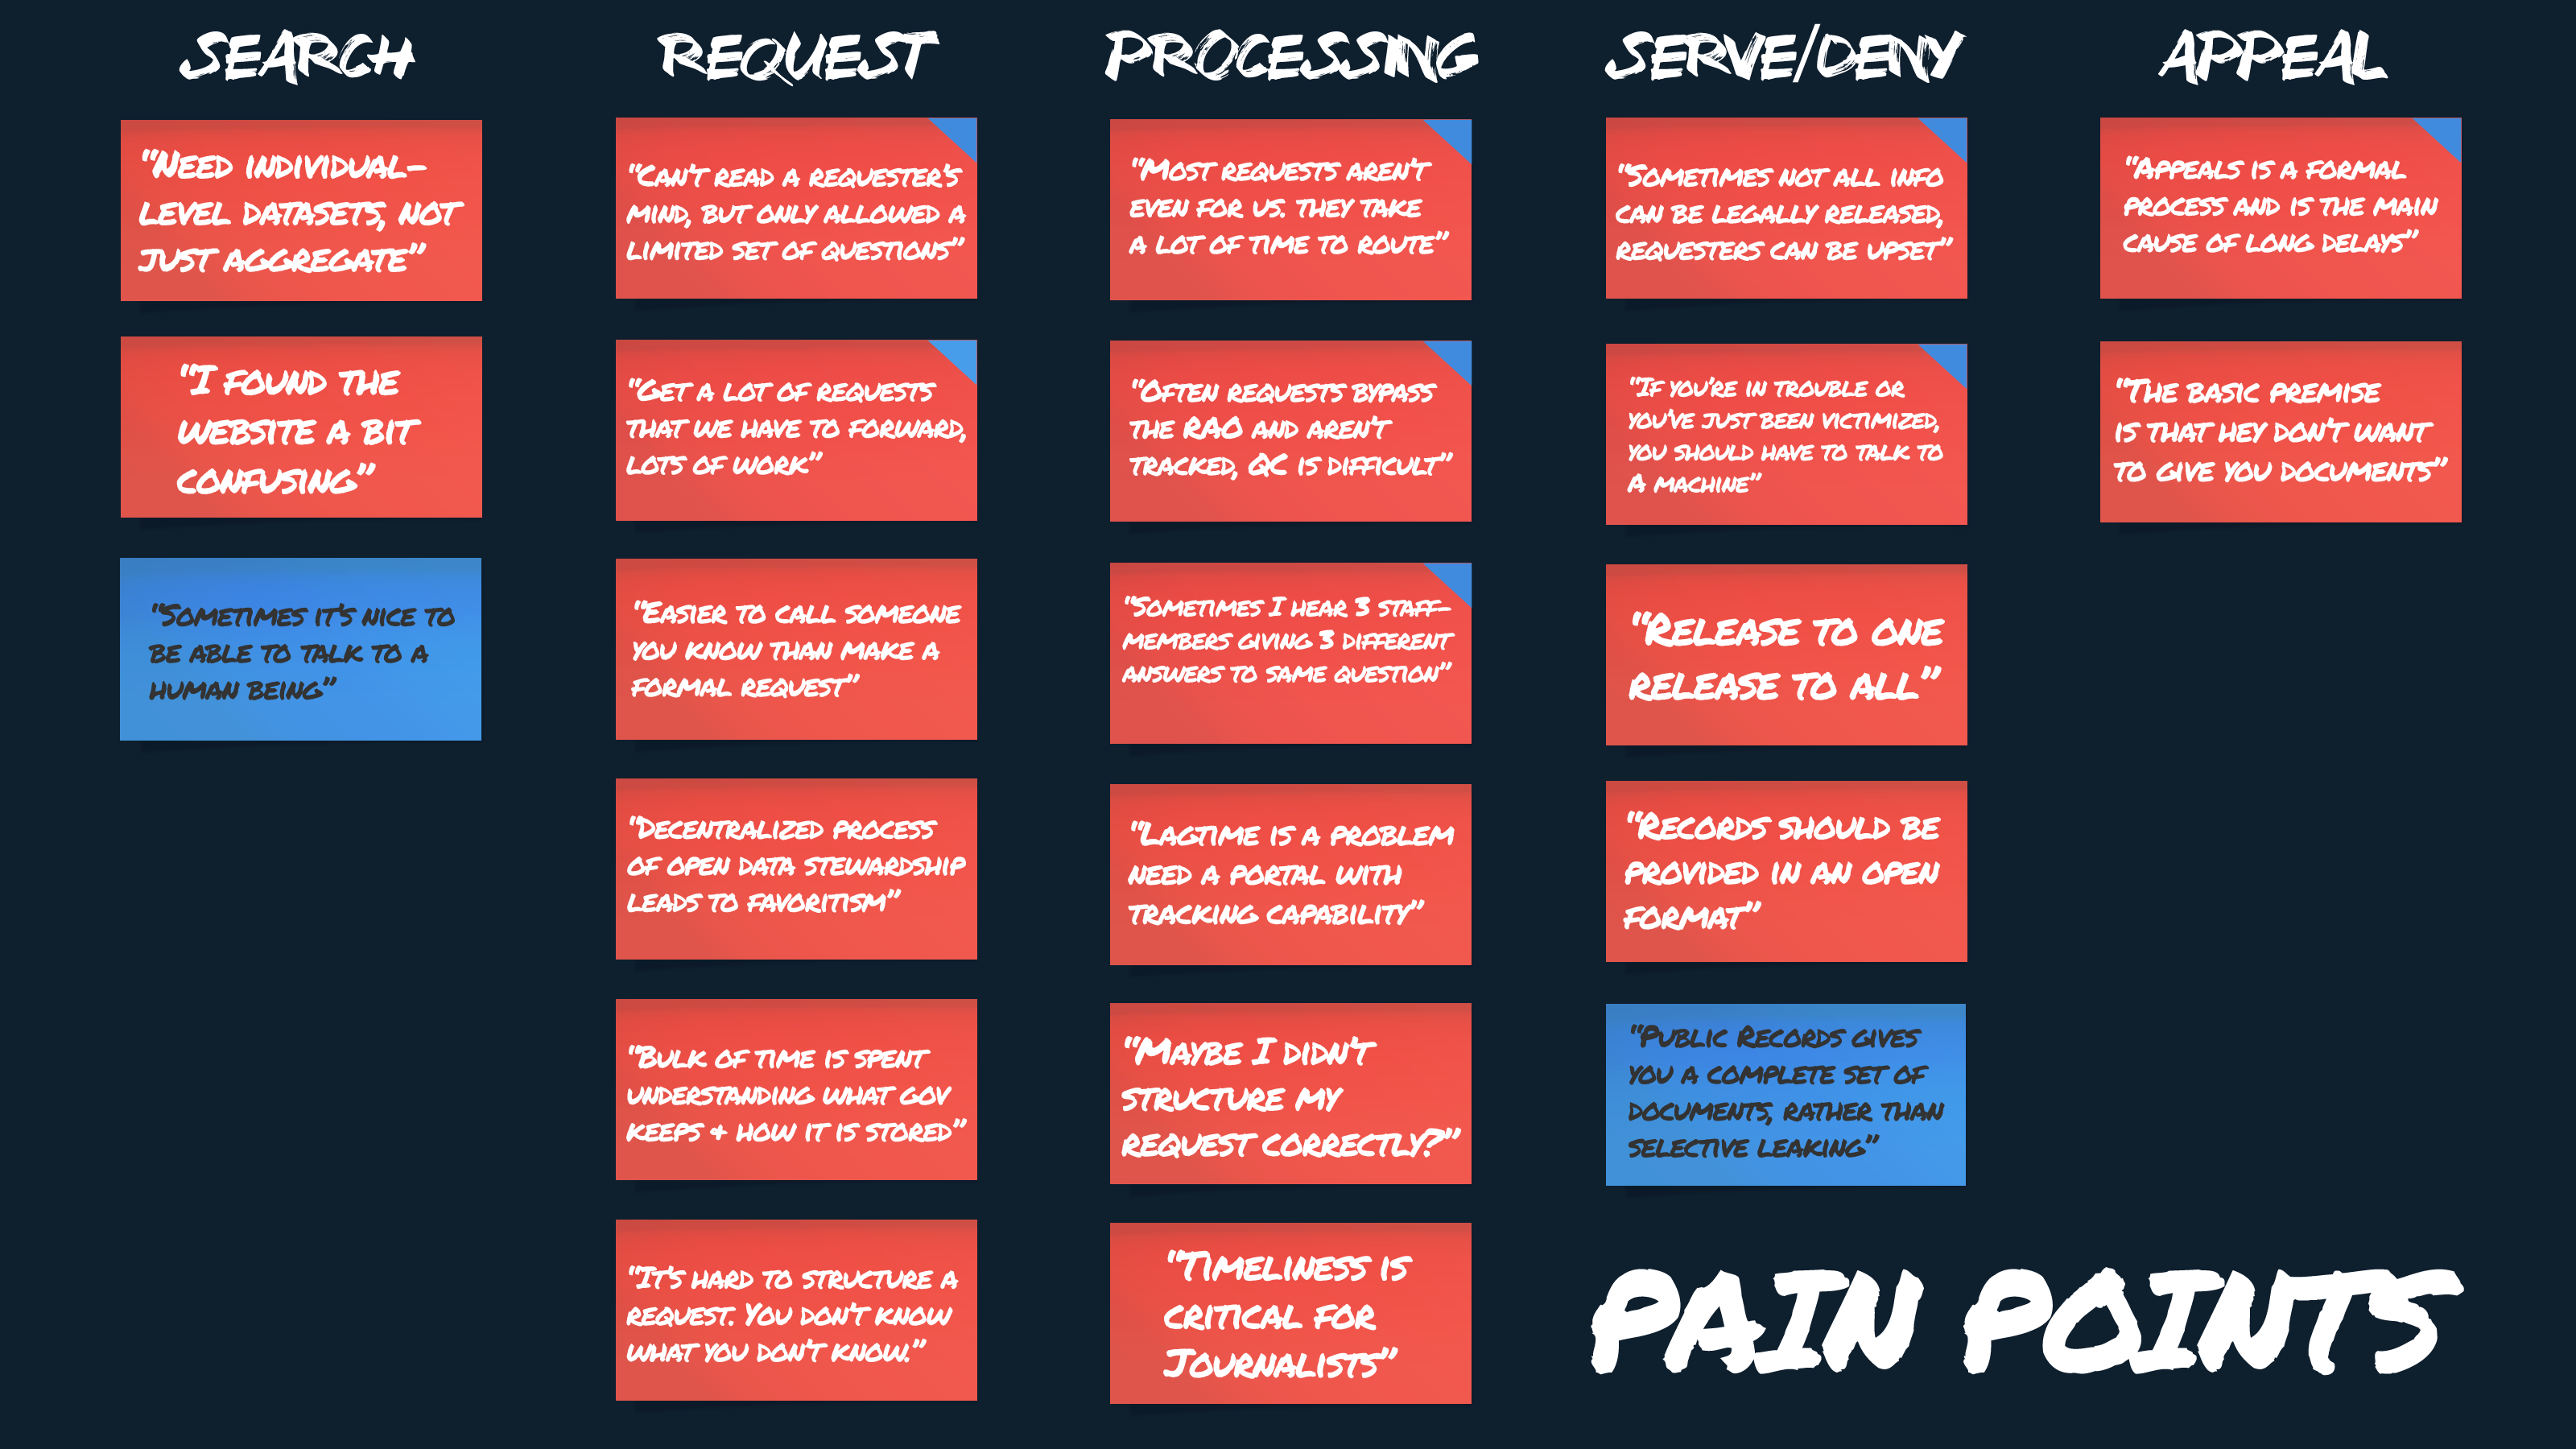 SEARCH
"Need individual-
level datasets, not
just aggregate"
"I found the
website a bit
confusing"
"Sometimes it's nice to
be able to talk to a
human being"
REQUEST
"Can't read a requester's
mind, but only allowed a
limited set of questions"
"Get a lot of requests
that we have to forward,
lots of work"
"Easier to call someone
you know than make a
formal request"
"Decentralized process
of open data stewardship
leads to favoritism"
"Bulk of time is spent
understanding what gov
keeps & how it is stored"
"It's hard to structure a
request. You don't know
what you don't know."
PROCESSING
"Most requests aren't
even for us. they take
a lot of time to route"
"Often requests bypass
the RAO and aren't
tracked, QC is difficult"
"Sometimes I hear 3 staff-
members giving 3 different
answers to same question"
"Lagtime is a problem
need a portal with
tracking capability"
"Maybe I didn't
structure my
request correctly?"
"Timeliness is
critical for
Journalists"
SERVE/DENY
"Sometimes not all info
can be legally released,
requesters can be upset"
"If you're in trouble or
you've just been victimized,
you should have to talk to
A machine"
"Release to one
release to all"
"Records should be
provided in an open
format"
"Public Records gives
you a complete set of
documents, rather than
selective leaking"
APPEAL
"Appeals is a formal
process and is the main
cause of long delays"
"The basic premise
is that hey don't want
to give you documents"
PAIN POINTS